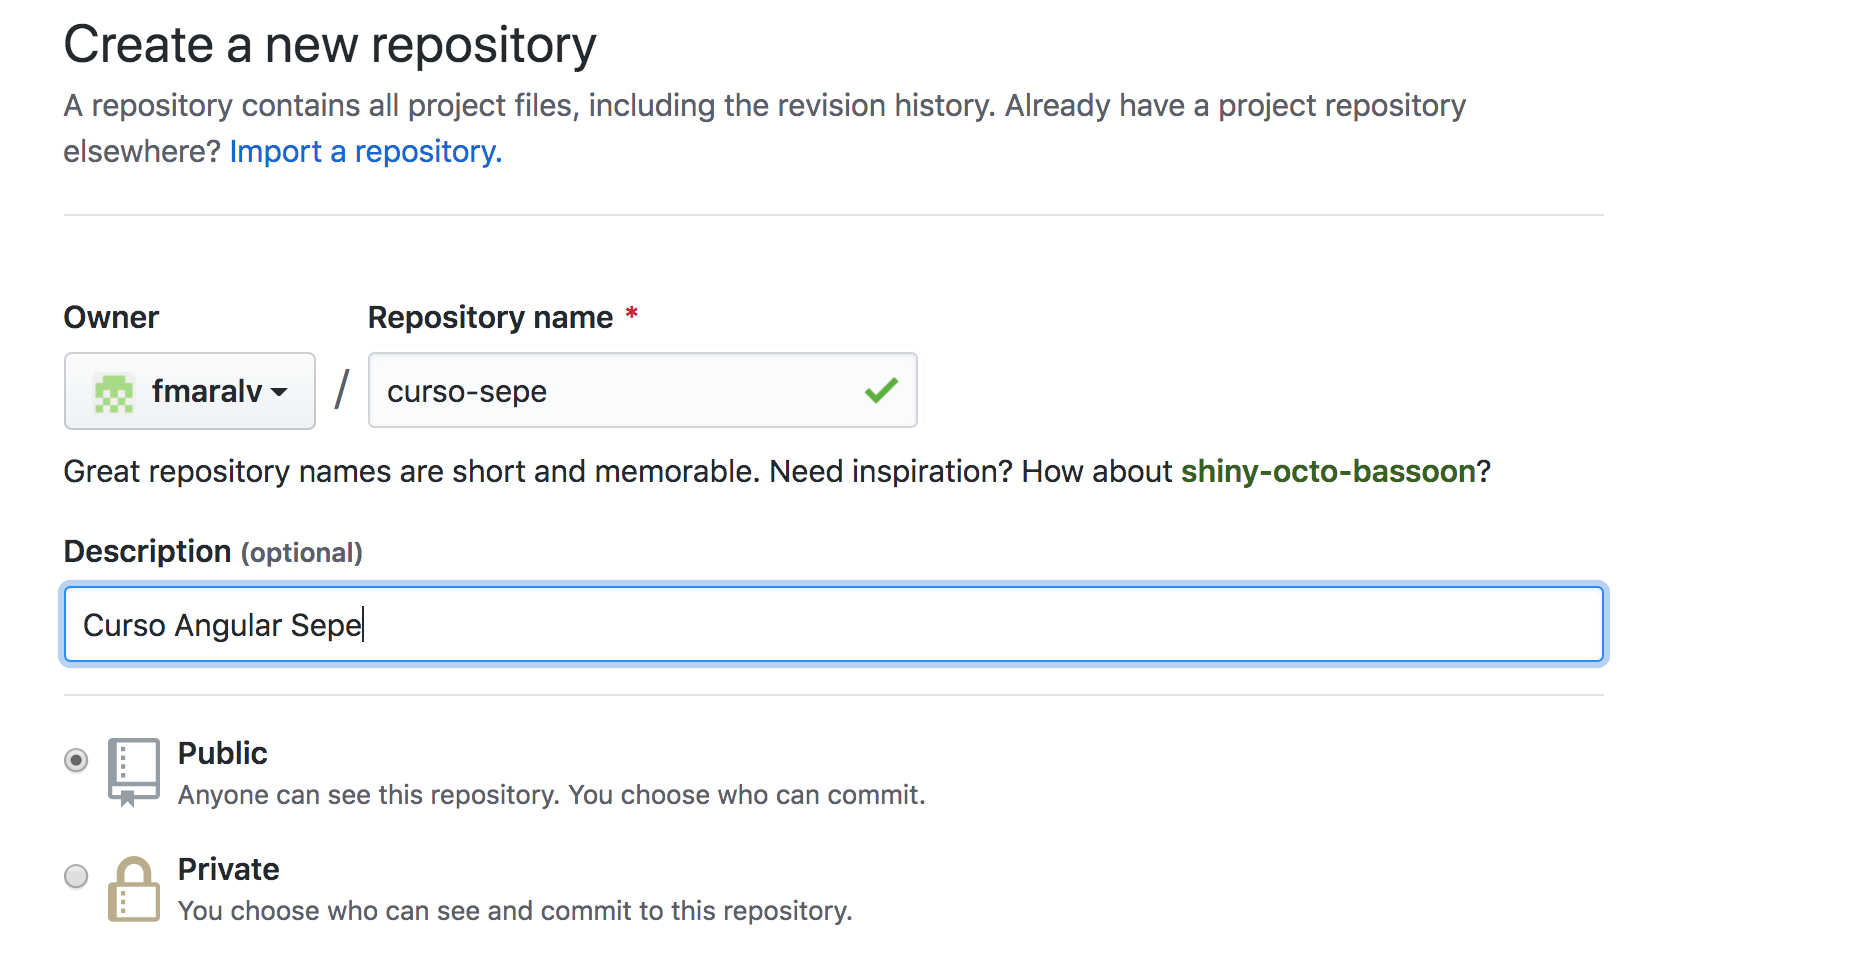 Create a new repository
A repository contains all project files, including the revision history. Already have a project repository
elsewhere? Import a repository.
Owner
Repository name *
fmaralv
/
curso-sepe
Great repository names are short and memorable. Need inspiration? How about shiny-octo-bassoon?
Description (optional)
Curso Angular Sepe
Public
Anyone can see this repository. You choose who can commit.
Private
You choose who can see and commit to this repository.